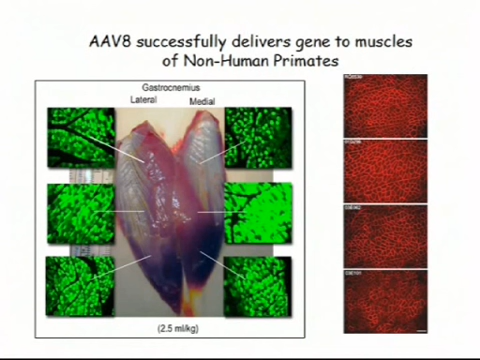 AAV8 successfully delivers gene to muscles
of Non-Human Primates
Gastrocnemius
Lateral Medial
(2.5 ml/kg)